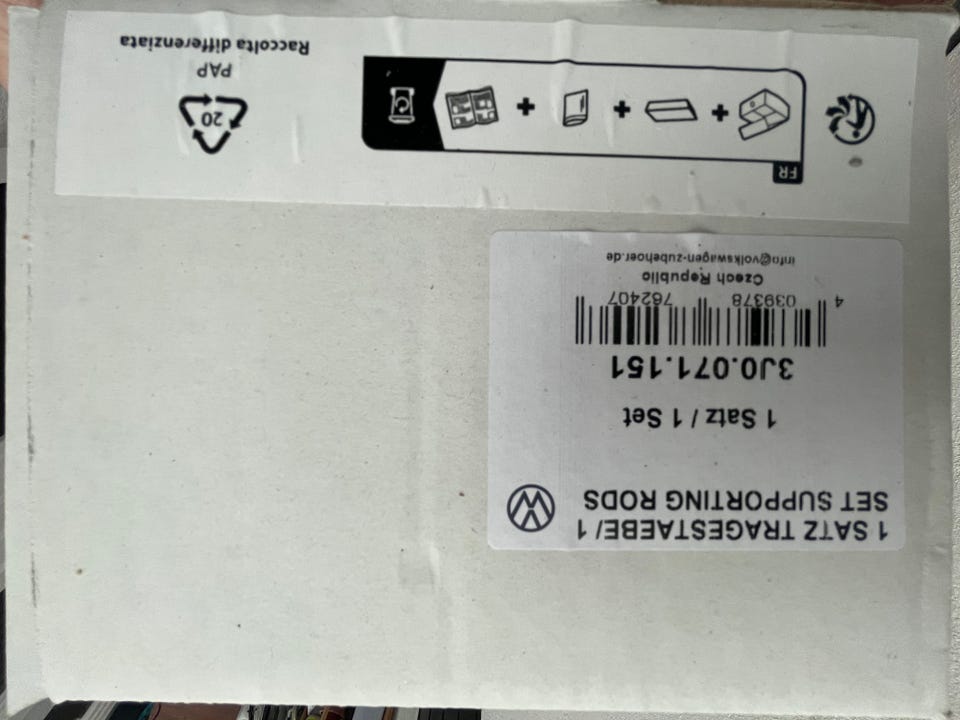 1 SATZ TRAGESTAEBE/ 1
SET SUPPORTING RODS
1 Satz / 1 Set
3J0.071.151
4 039378 762407
Czech Republic
info@volkswagen-zubehoer.de
FR
20
PAP
Raccolta differenziata